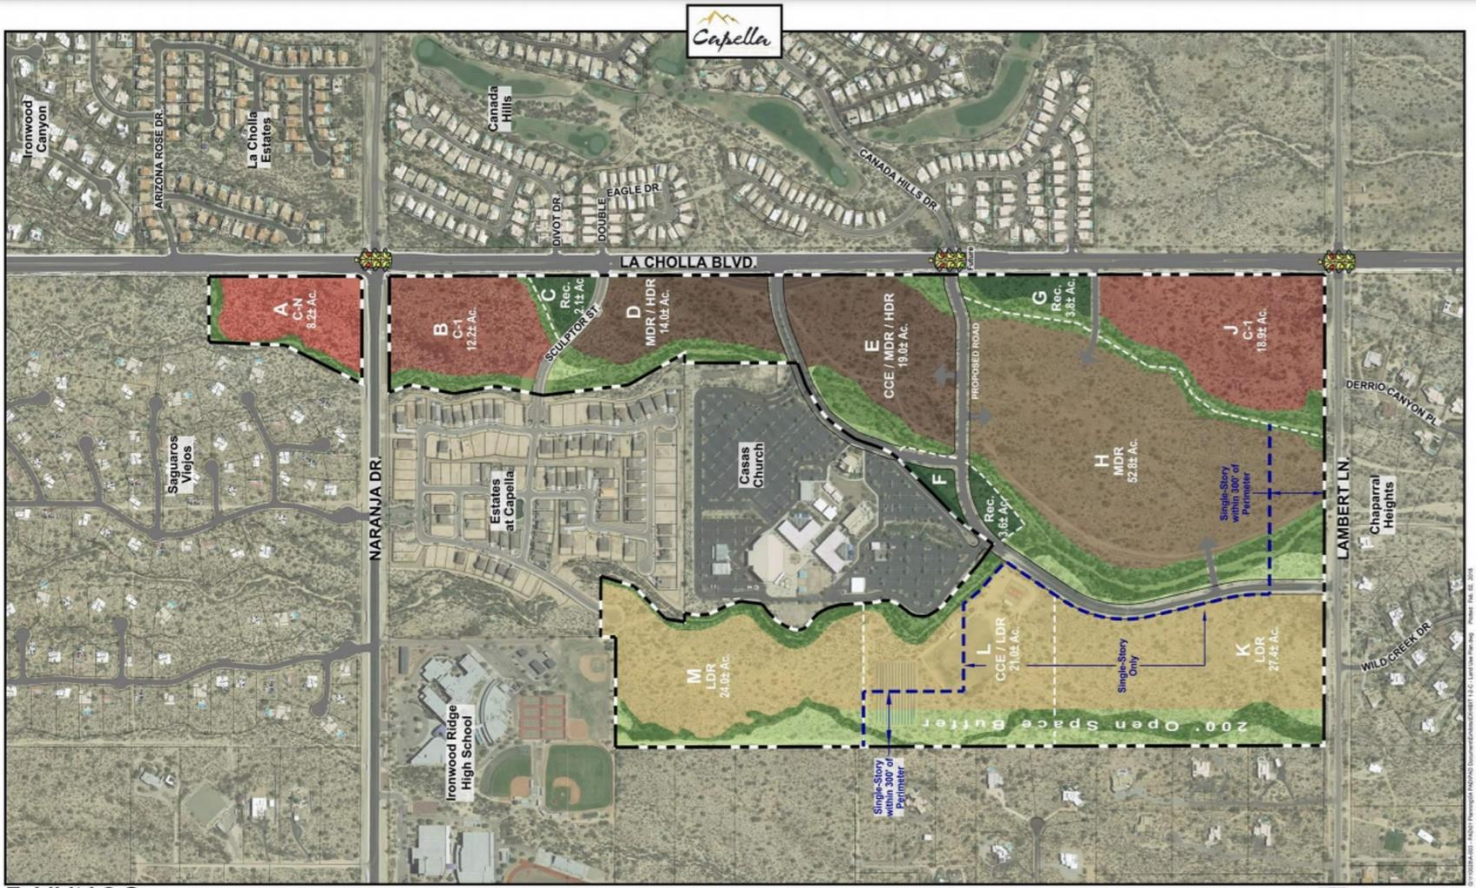 Capella
Ironwood
Canyon
ARIZONA ROSE DR.
La Cholla
Estates
Canada
Hills
DIVOT DR.
DOUBLE EAGLE DR.
CANADA HILLS DR.
LA CHOLLA BLVD.
Future
A
C-N
8.2± Ac.
B
C-1
12.2± Ac.
C
Rec.
2.1± Ac.
SCULPTOR ST.
D
MDR / HDR
14.0± Ac.
E
CCE / MDR / HDR
19.0± Ac.
PROPOSED ROAD
G
Rec.
3.8± Ac.
J
C-1
18.9± Ac.
DERRIO CANYON PL.
Saguaros
Viejos
NARANJA DR.
Estates
at Capella
Casas
Church
F
Rec.
3.6± Ac.
H
MDR
52.8± Ac.
Single-Story
within 300' of
Perimeter
LAMBERT LN.
Chaparral
Heights
M
LDR
24.0± Ac.
L
CCE / LDR
21.0± Ac.
Single-Story
Only
K
LDR
27.4± Ac.
WILD CREEK DR.
200' Open Space Buffer
Ironwood Ridge
High School
Single-Story
within 300' of
Perimeter